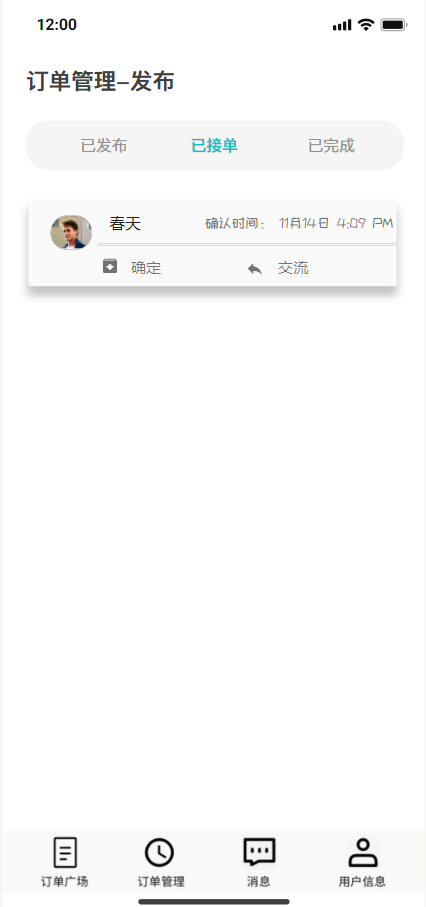 12:00
订单管理–发布
已发布 已接单 已完成
春天 确认时间： 11月14日 4:09 PM
确定 交流
订单广场 订单管理 消息 用户信息